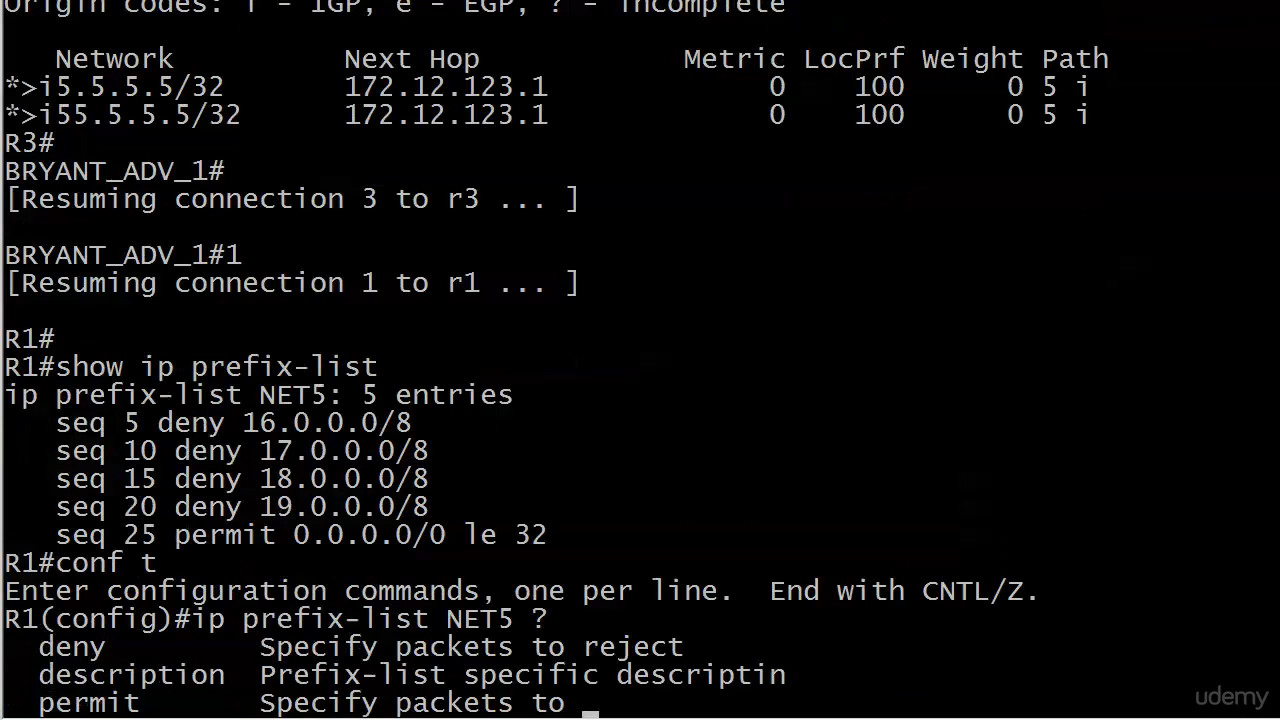 Origin codes: i - IGP, e - EGP, ? - incomplete
Network Next Hop Metric LocPrf Weight Path
*>i5.5.5.5/32 172.12.123.1 0 100 0 5 i
*>i55.5.5.5/32 172.12.123.1 0 100 0 5 i
R3#
BRYANT_ADV_1#
[Resuming connection 3 to r3 ... ]
BRYANT_ADV_1#1
[Resuming connection 1 to r1 ... ]
R1#
R1#show ip prefix-list
ip prefix-list NET5: 5 entries
seq 5 deny 16.0.0.0/8
seq 10 deny 17.0.0.0/8
seq 15 deny 18.0.0.0/8
seq 20 deny 19.0.0.0/8
seq 25 permit 0.0.0.0/0 le 32
R1#conf t
Enter configuration commands, one per line. End with CNTL/Z.
R1(config)#ip prefix-list NET5 ?
deny Specify packets to reject
description Prefix-list specific descriptin
permit Specify packets to
udemy